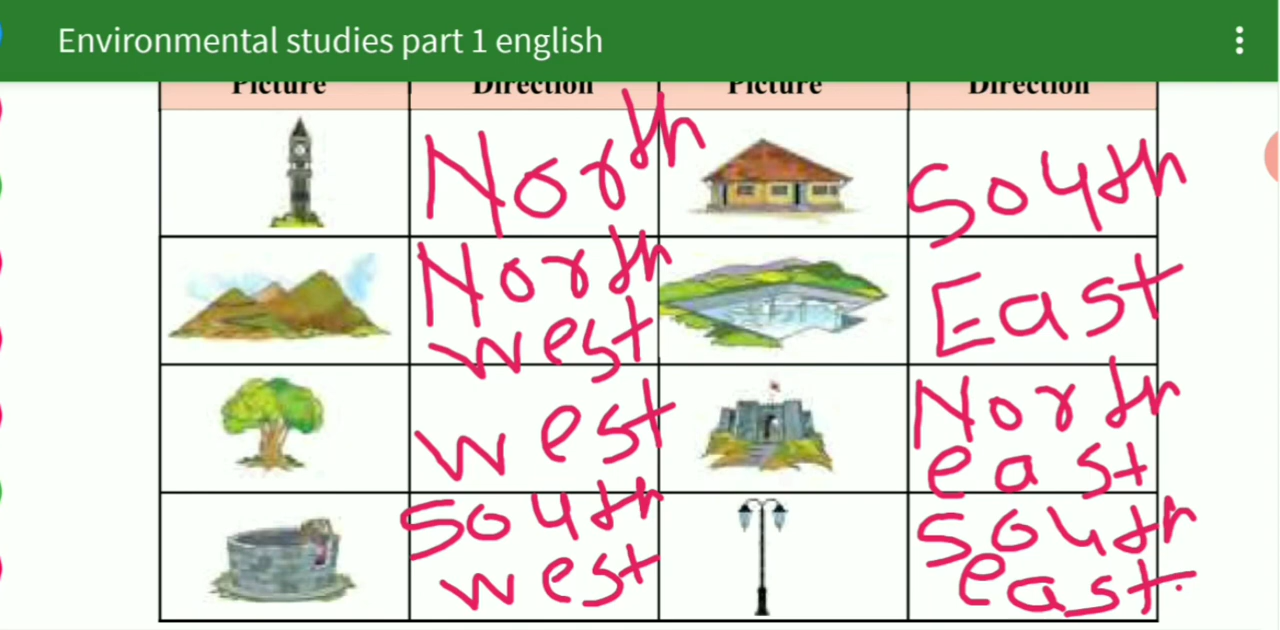 Environmental studies part 1 english
Picture Direction Picture Direction
North South
North
west East
west North
east
South
west South
east.